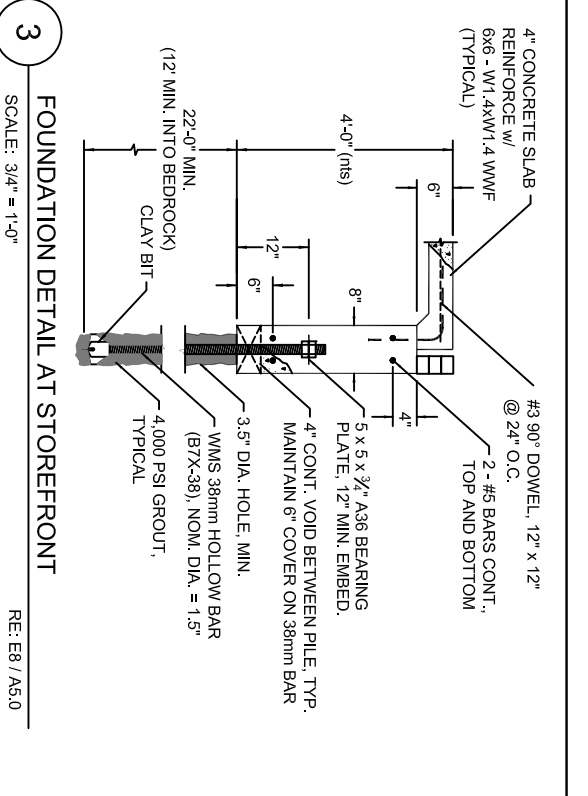 4" CONCRETE SLAB
REINFORCE w/
6x6 - W1.4xW1.4 WWF
(TYPICAL)
#3 90° DOWEL, 12" x 12"
@ 24" O.C.
2 - #5 BARS CONT.,
TOP AND BOTTOM
6"
4'-0" (nts)
8"
4"
12"
6"
5 x 5 x ¾" A36 BEARING
PLATE, 12" MIN. EMBED.
4" CONT. VOID BETWEEN PILE, TYP.
MAINTAIN 6" COVER ON 38mm BAR
3.5" DIA. HOLE, MIN.
WMS 38mm HOLLOW BAR
(B7X-38), NOM. DIA. = 1.5"
4,000 PSI GROUT,
TYPICAL
22'-0" MIN.
(12' MIN. INTO BEDROCK)
CLAY BIT
3
FOUNDATION DETAIL AT STOREFRONT
SCALE: 3/4" = 1'-0"
RE: E8 / A5.0